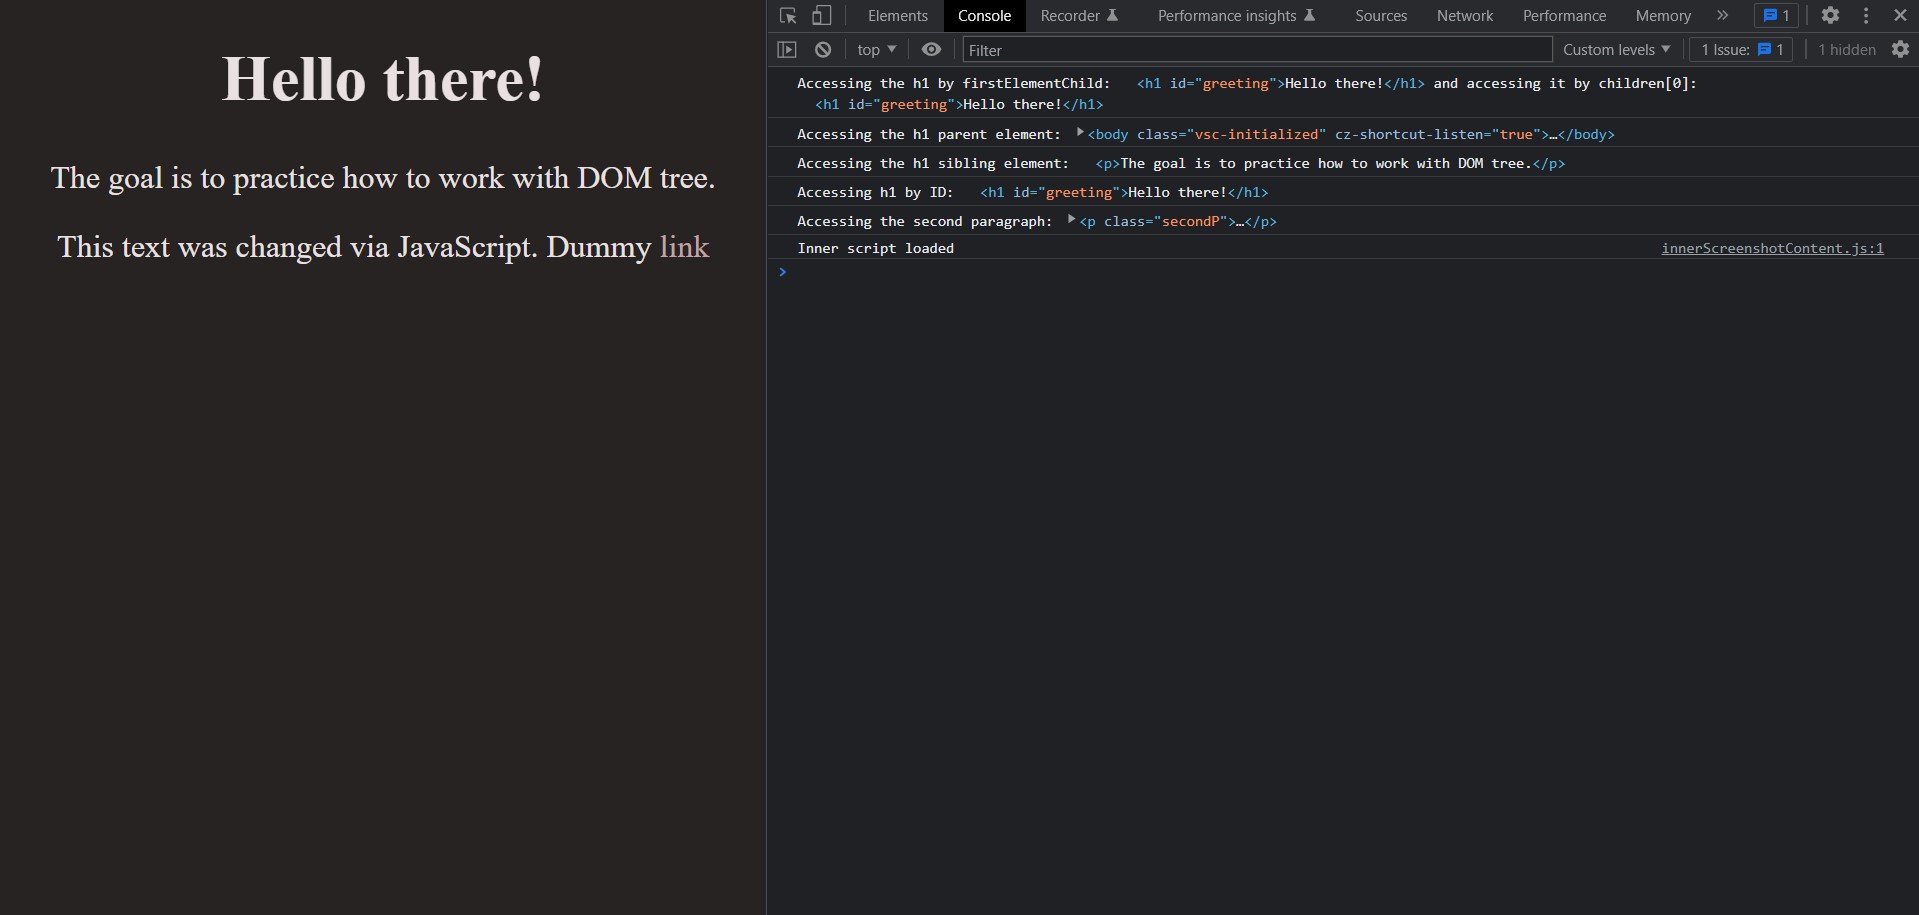 Hello there!
The goal is to practice how to work with DOM tree.
This text was changed via JavaScript. Dummy link
Elements Console Recorder Performance insights Sources Network Performance Memory » 1
top Filter Custom levels 1 Issue: 1 1 hidden
Accessing the h1 by firstElementChild: <h1 id="greeting">Hello there!</h1> and accessing it by children[0]:
<h1 id="greeting">Hello there!</h1>
Accessing the h1 parent element: <body class="vsc-initialized" cz-shortcut-listen="true">…</body>
Accessing the h1 sibling element: <p>The goal is to practice how to work with DOM tree.</p>
Accessing h1 by ID: <h1 id="greeting">Hello there!</h1>
Accessing the second paragraph: <p class="secondP">…</p>
Inner script loaded innerScreenshotContent.js:1